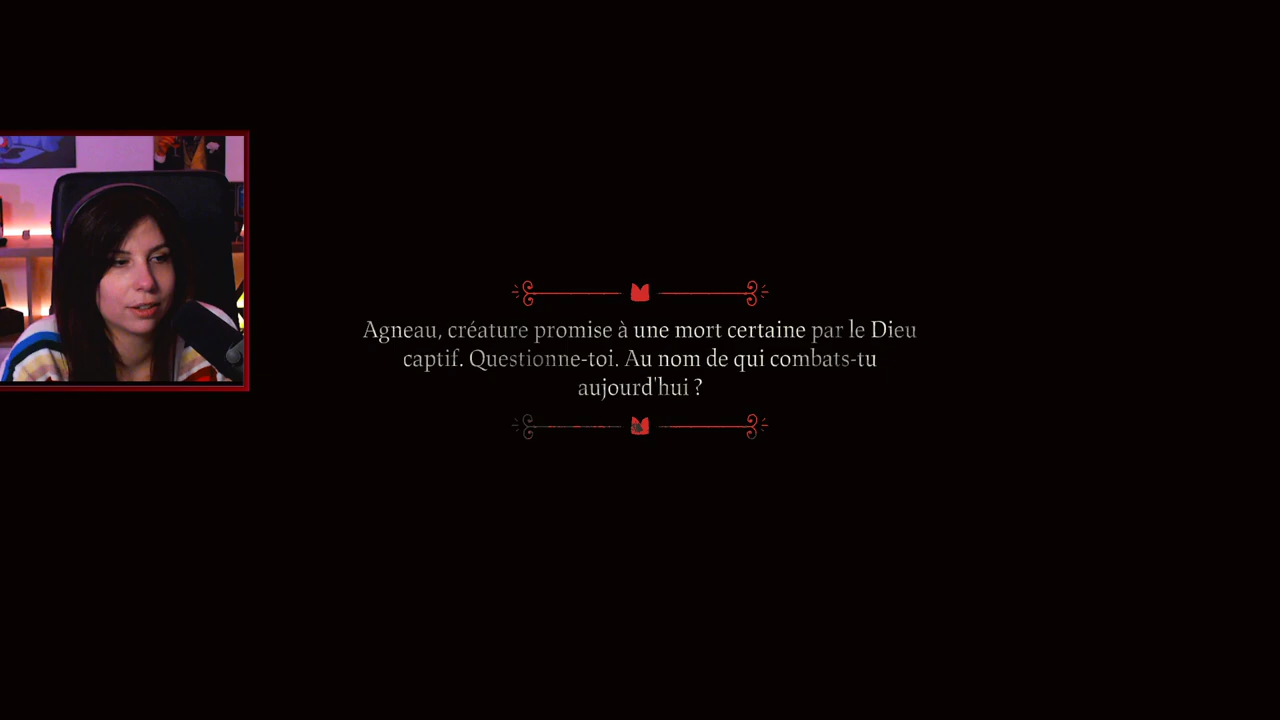 Agneau, créature promise à une mort certaine par le Dieu
captif. Questionne-toi. Au nom de qui combats-tu
aujourd'hui ?